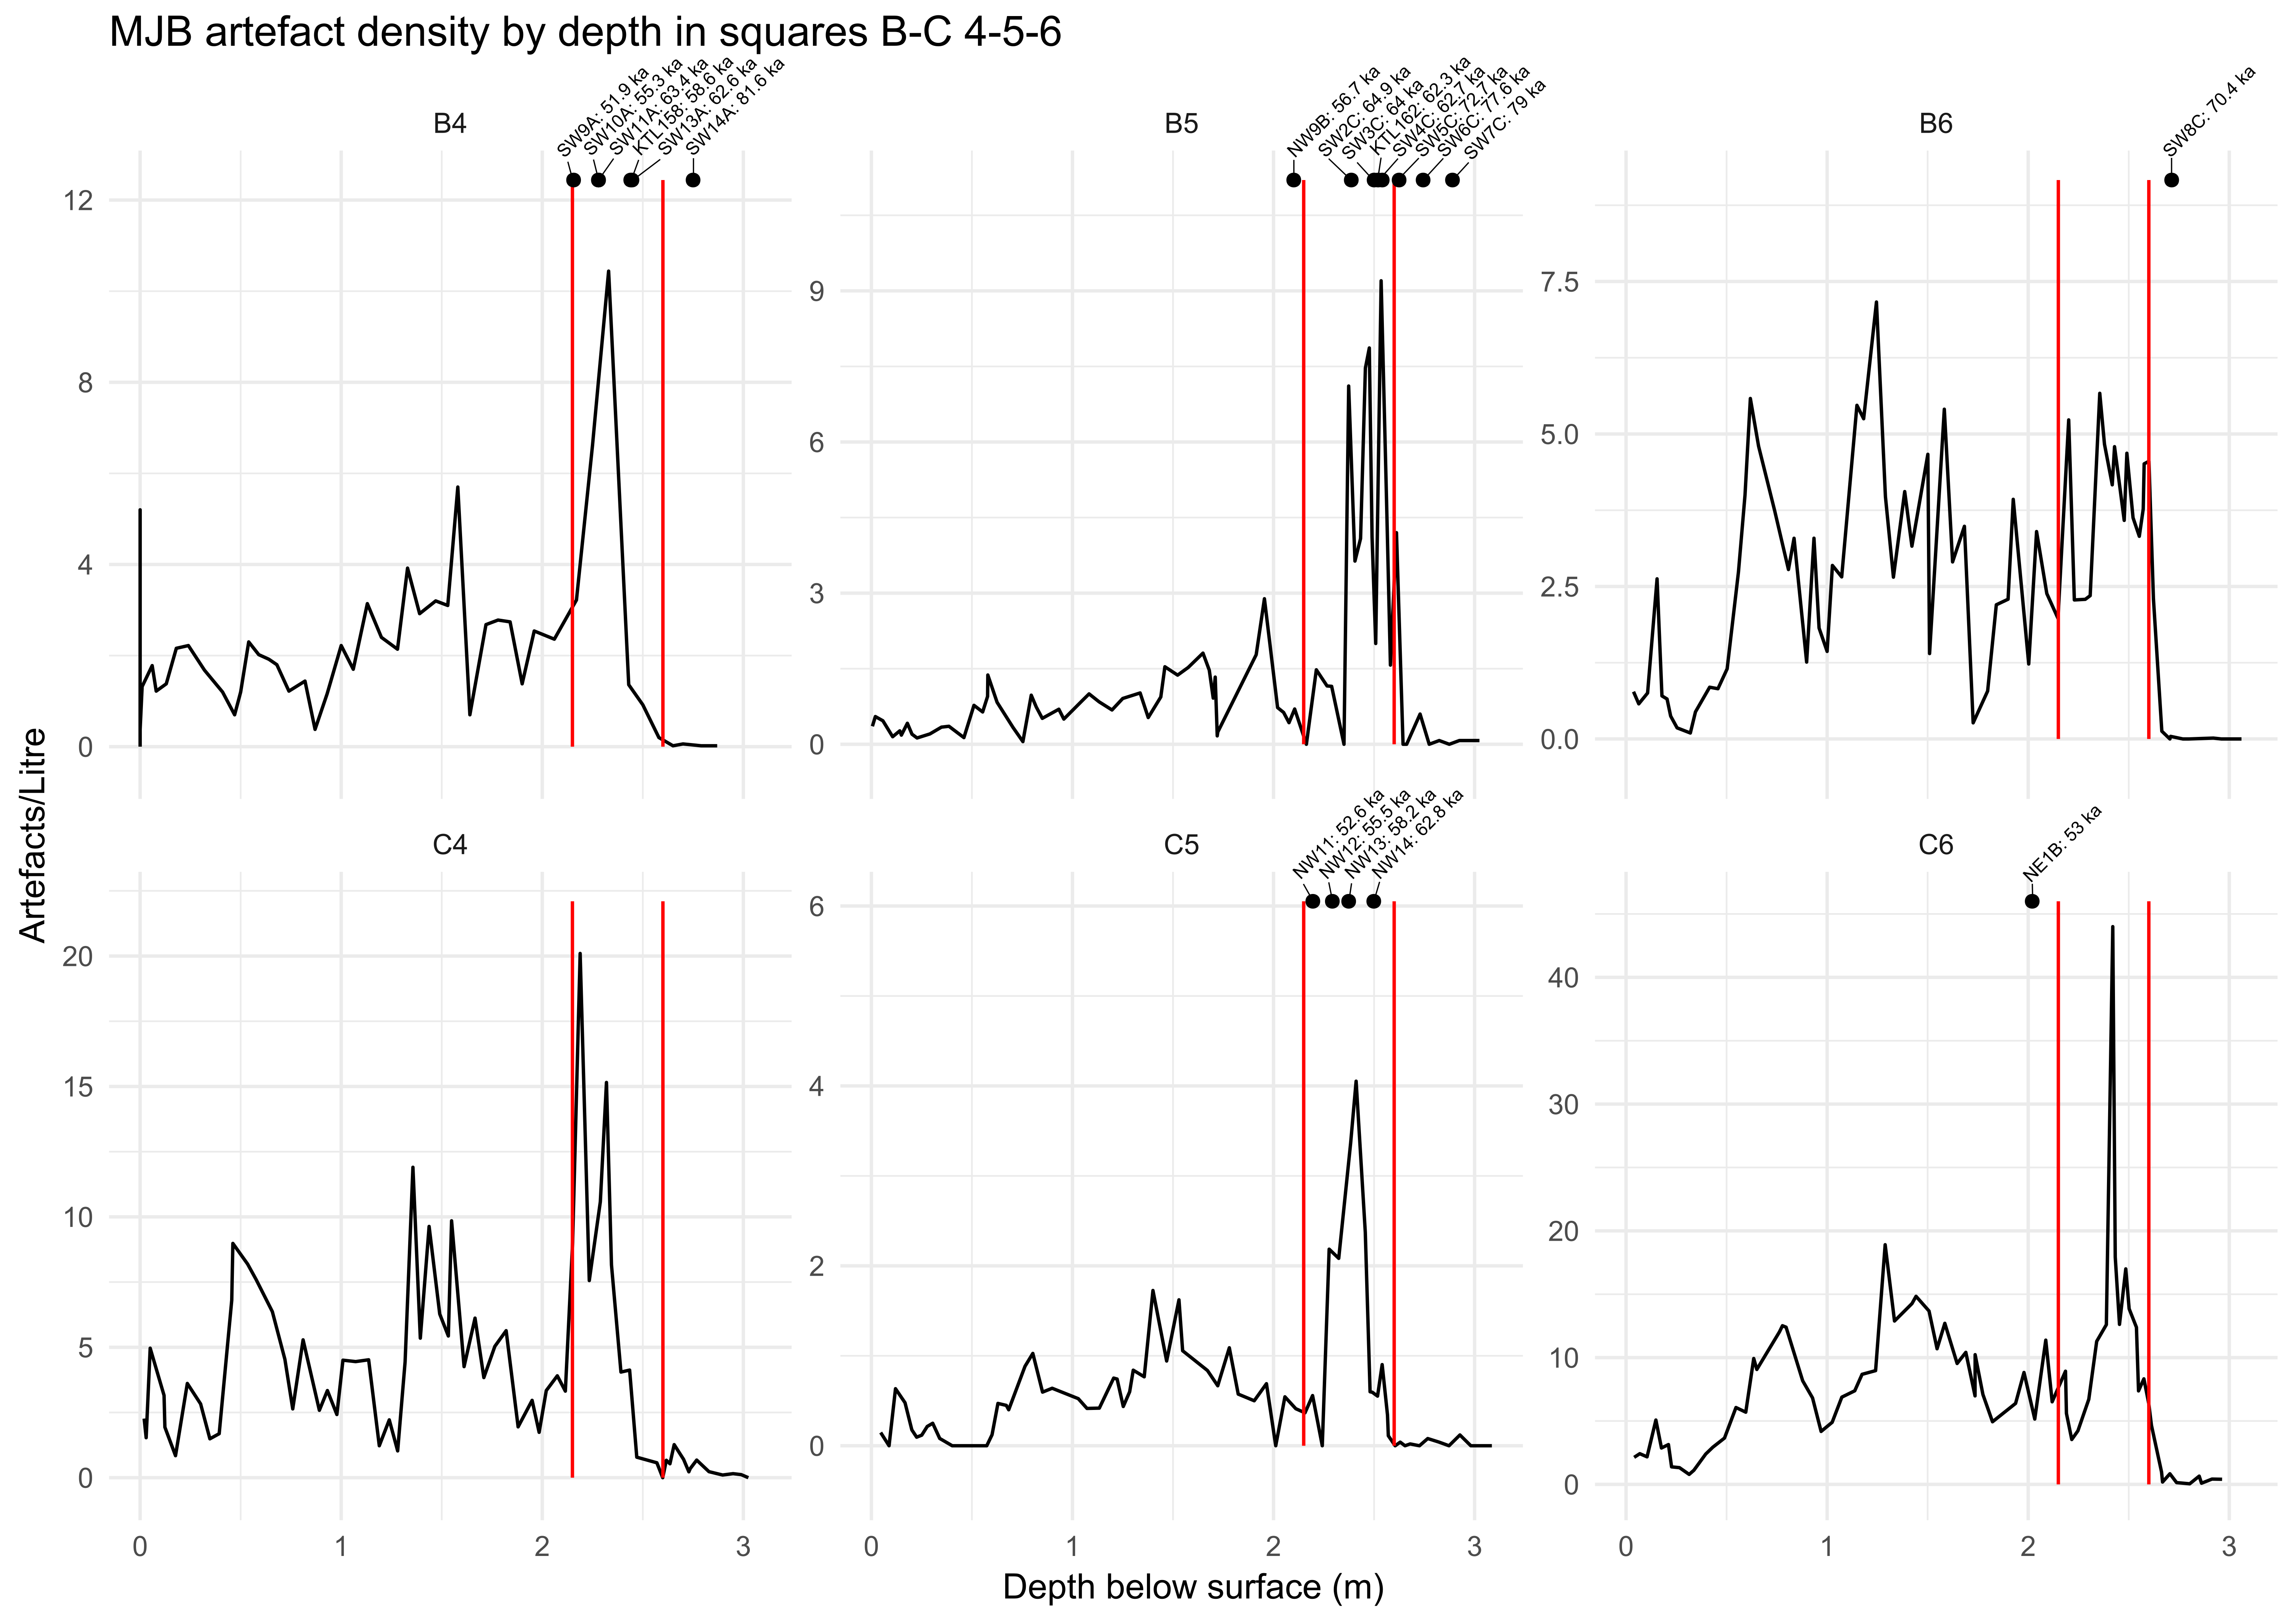 MJB artefact density by depth in squares B-C 4-5-6
SW9A: 51.9 ka
SW10A: 55.3 ka
SW11A: 63.4 ka
KTL158: 58.6 ka
SW13A: 62.6 ka
SW14A: 81.6 ka
NW9B: 56.7 ka
SW2C: 64.9 ka
SW3C: 64 ka
KTL162: 62.3 ka
SW4C: 62.7 ka
SW5C: 72.7 ka
SW6C: 77.6 ka
SW7C: 79 ka
SW8C: 70.4 ka
B4
B5
B6
12
8
4
0
9
6
3
0
7.5
5.0
2.5
0.0
Artefacts/Litre
NW11: 52.6 ka
NW12: 55.5 ka
NW13: 58.2 ka
NW14: 62.8 ka
NE1B: 53 ka
C4
C5
C6
20
15
10
5
0
6
4
2
0
40
30
20
10
0
0 1 2 3
0 1 2 3
0 1 2 3
Depth below surface (m)